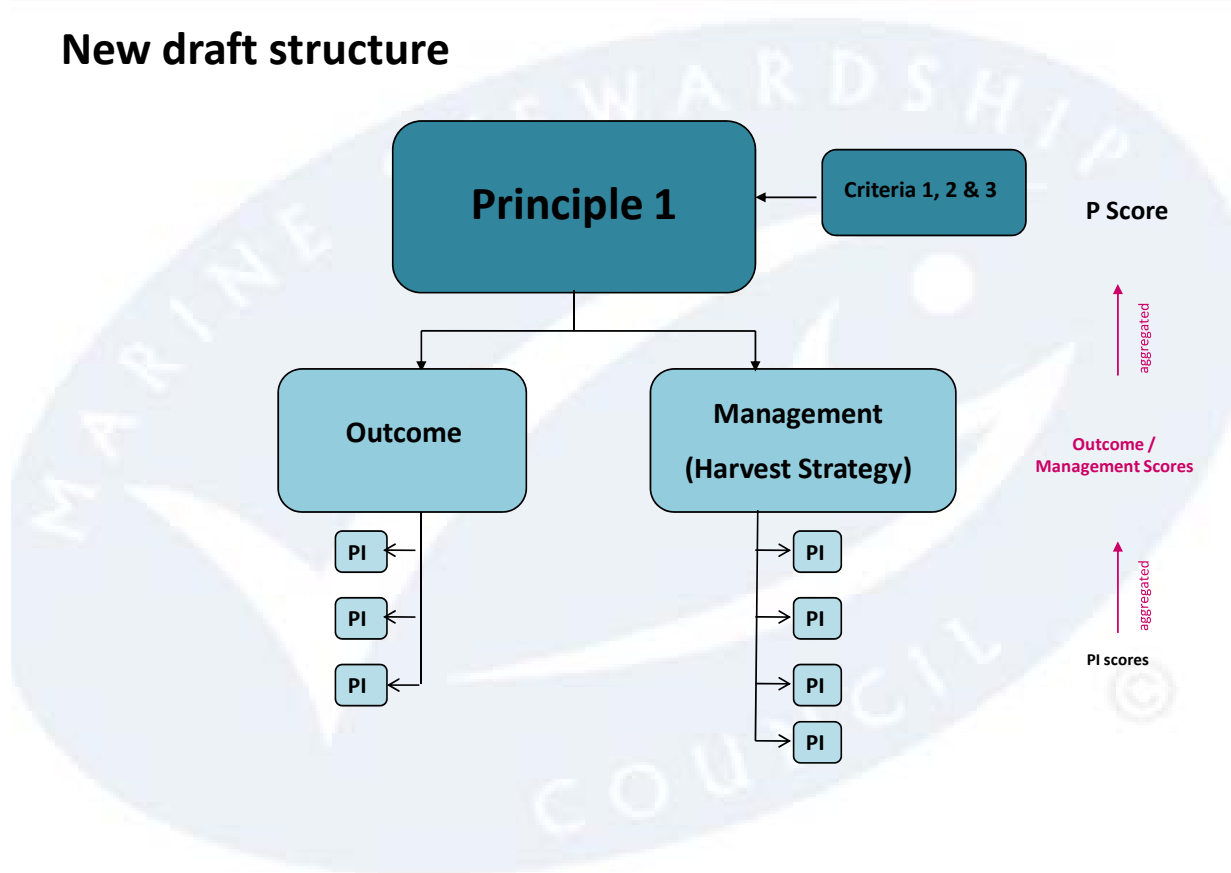 New draft structure
MARINE STEWARDSHIP
COUNCIL
©
Principle 1
Criteria 1, 2 & 3
P Score
aggregated
Outcome
Management
(Harvest Strategy)
Outcome /
Management Scores
PI
PI
PI
PI
PI
PI
PI
aggregated
PI scores